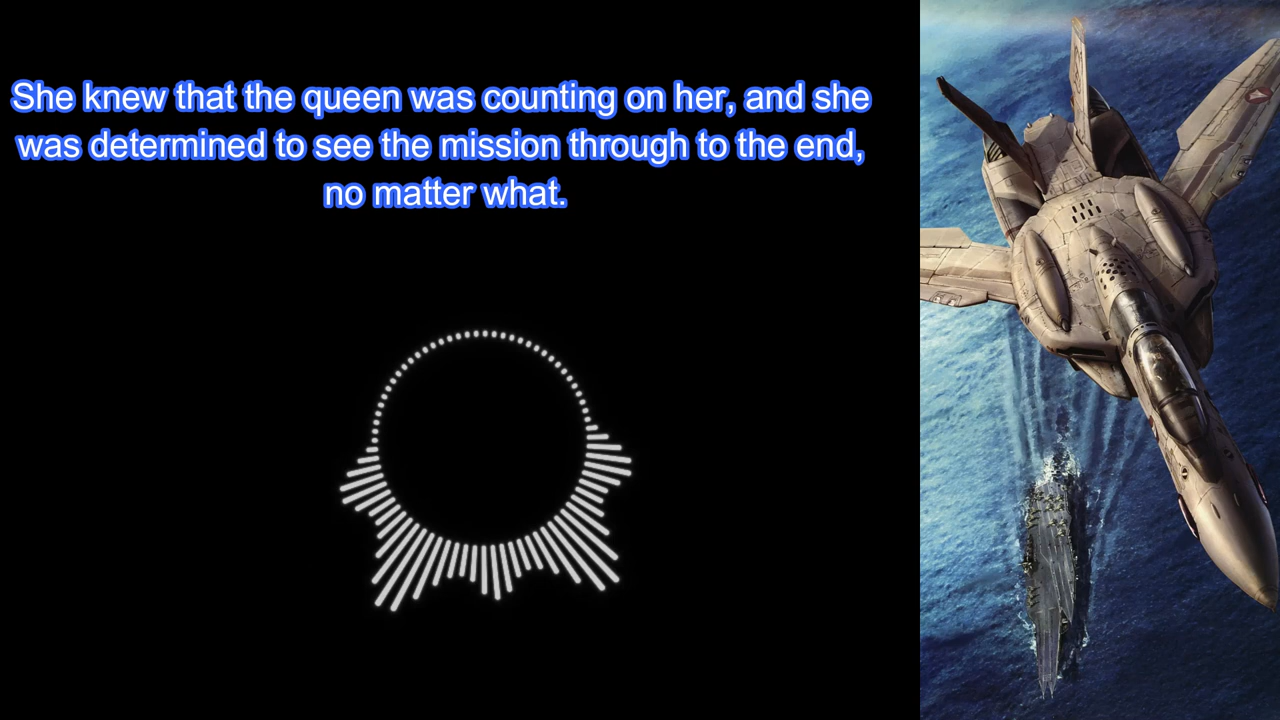 She knew that the queen was counting on her, and she
was determined to see the mission through to the end,
no matter what.